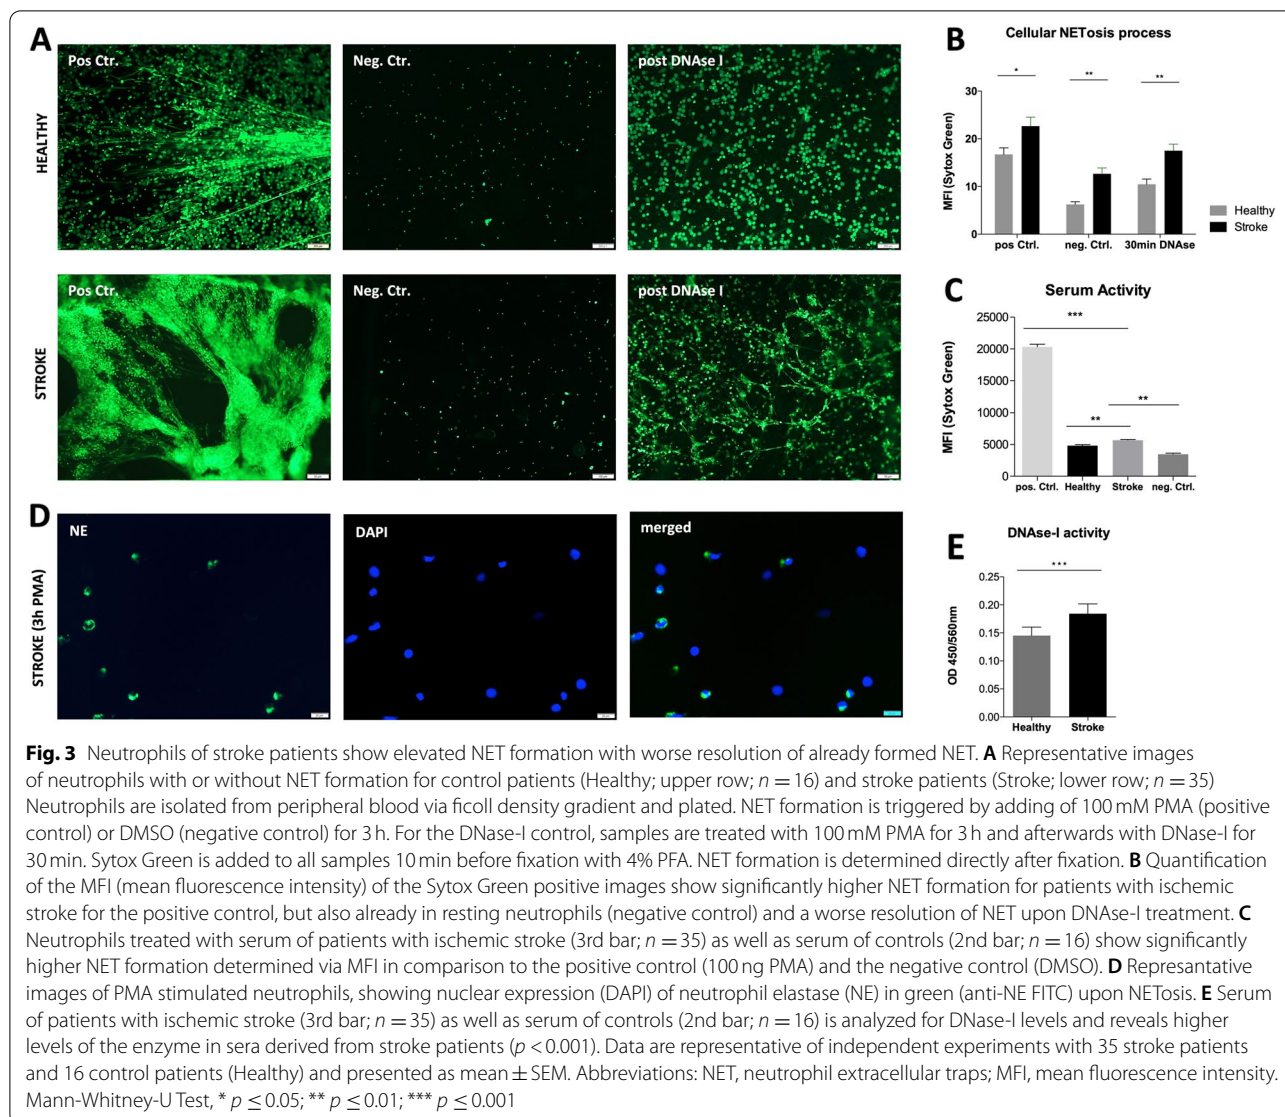 A
Pos Ctr.
Neg. Ctr.
post DNAse I
HEALTHY
Pos Ctr.
Neg. Ctr.
post DNAse I
STROKE
B
Cellular NETosis process
*
**
**
30
20
10
0
MFI (Sytox Green)
pos Ctrl.
neg. Ctrl.
30min DNAse
Healthy
Stroke
C
Serum Activity
***
**
**
25000
20000
15000
10000
5000
0
MFI (Sytox Green)
pos. Ctrl.
Healthy
Stroke
neg. Ctrl.
D
NE
DAPI
merged
STROKE (3h PMA)
E
DNAse-I activity
***
0.25
0.20
0.15
0.10
0.05
0.00
OD 450/560nm
Healthy
Stroke
Fig. 3 Neutrophils of stroke patients show elevated NET formation with worse resolution of already formed NET. A Representative images
of neutrophils with or without NET formation for control patients (Healthy; upper row; n = 16) and stroke patients (Stroke; lower row; n = 35)
Neutrophils are isolated from peripheral blood via ficoll density gradient and plated. NET formation is triggered by adding of 100 mM PMA (positive
control) or DMSO (negative control) for 3 h. For the DNase-I control, samples are treated with 100 mM PMA for 3 h and afterwards with DNase-I for
30 min. Sytox Green is added to all samples 10 min before fixation with 4% PFA. NET formation is determined directly after fixation. B Quantification
of the MFI (mean fluorescence intensity) of the Sytox Green positive images show significantly higher NET formation for patients with ischemic
stroke for the positive control, but also already in resting neutrophils (negative control) and a worse resolution of NET upon DNAse-I treatment. C
Neutrophils treated with serum of patients with ischemic stroke (3rd bar; n = 35) as well as serum of controls (2nd bar; n = 16) show significantly
higher NET formation determined via MFI in comparison to the positive control (100 ng PMA) and the negative control (DMSO). D Represantative
images of PMA stimulated neutrophils, showing nuclear expression (DAPI) of neutrophil elastase (NE) in green (anti-NE FITC) upon NETosis. E Serum
of patients with ischemic stroke (3rd bar; n = 35) as well as serum of controls (2nd bar; n = 16) is analyzed for DNase-I levels and reveals higher
levels of the enzyme in sera derived from stroke patients (p < 0.001). Data are representative of independent experiments with 35 stroke patients
and 16 control patients (Healthy) and presented as mean ± SEM. Abbreviations: NET, neutrophil extracellular traps; MFI, mean fluorescence intensity.
Mann-Whitney-U Test, * p ≤ 0.05; ** p ≤ 0.01; *** p ≤ 0.001